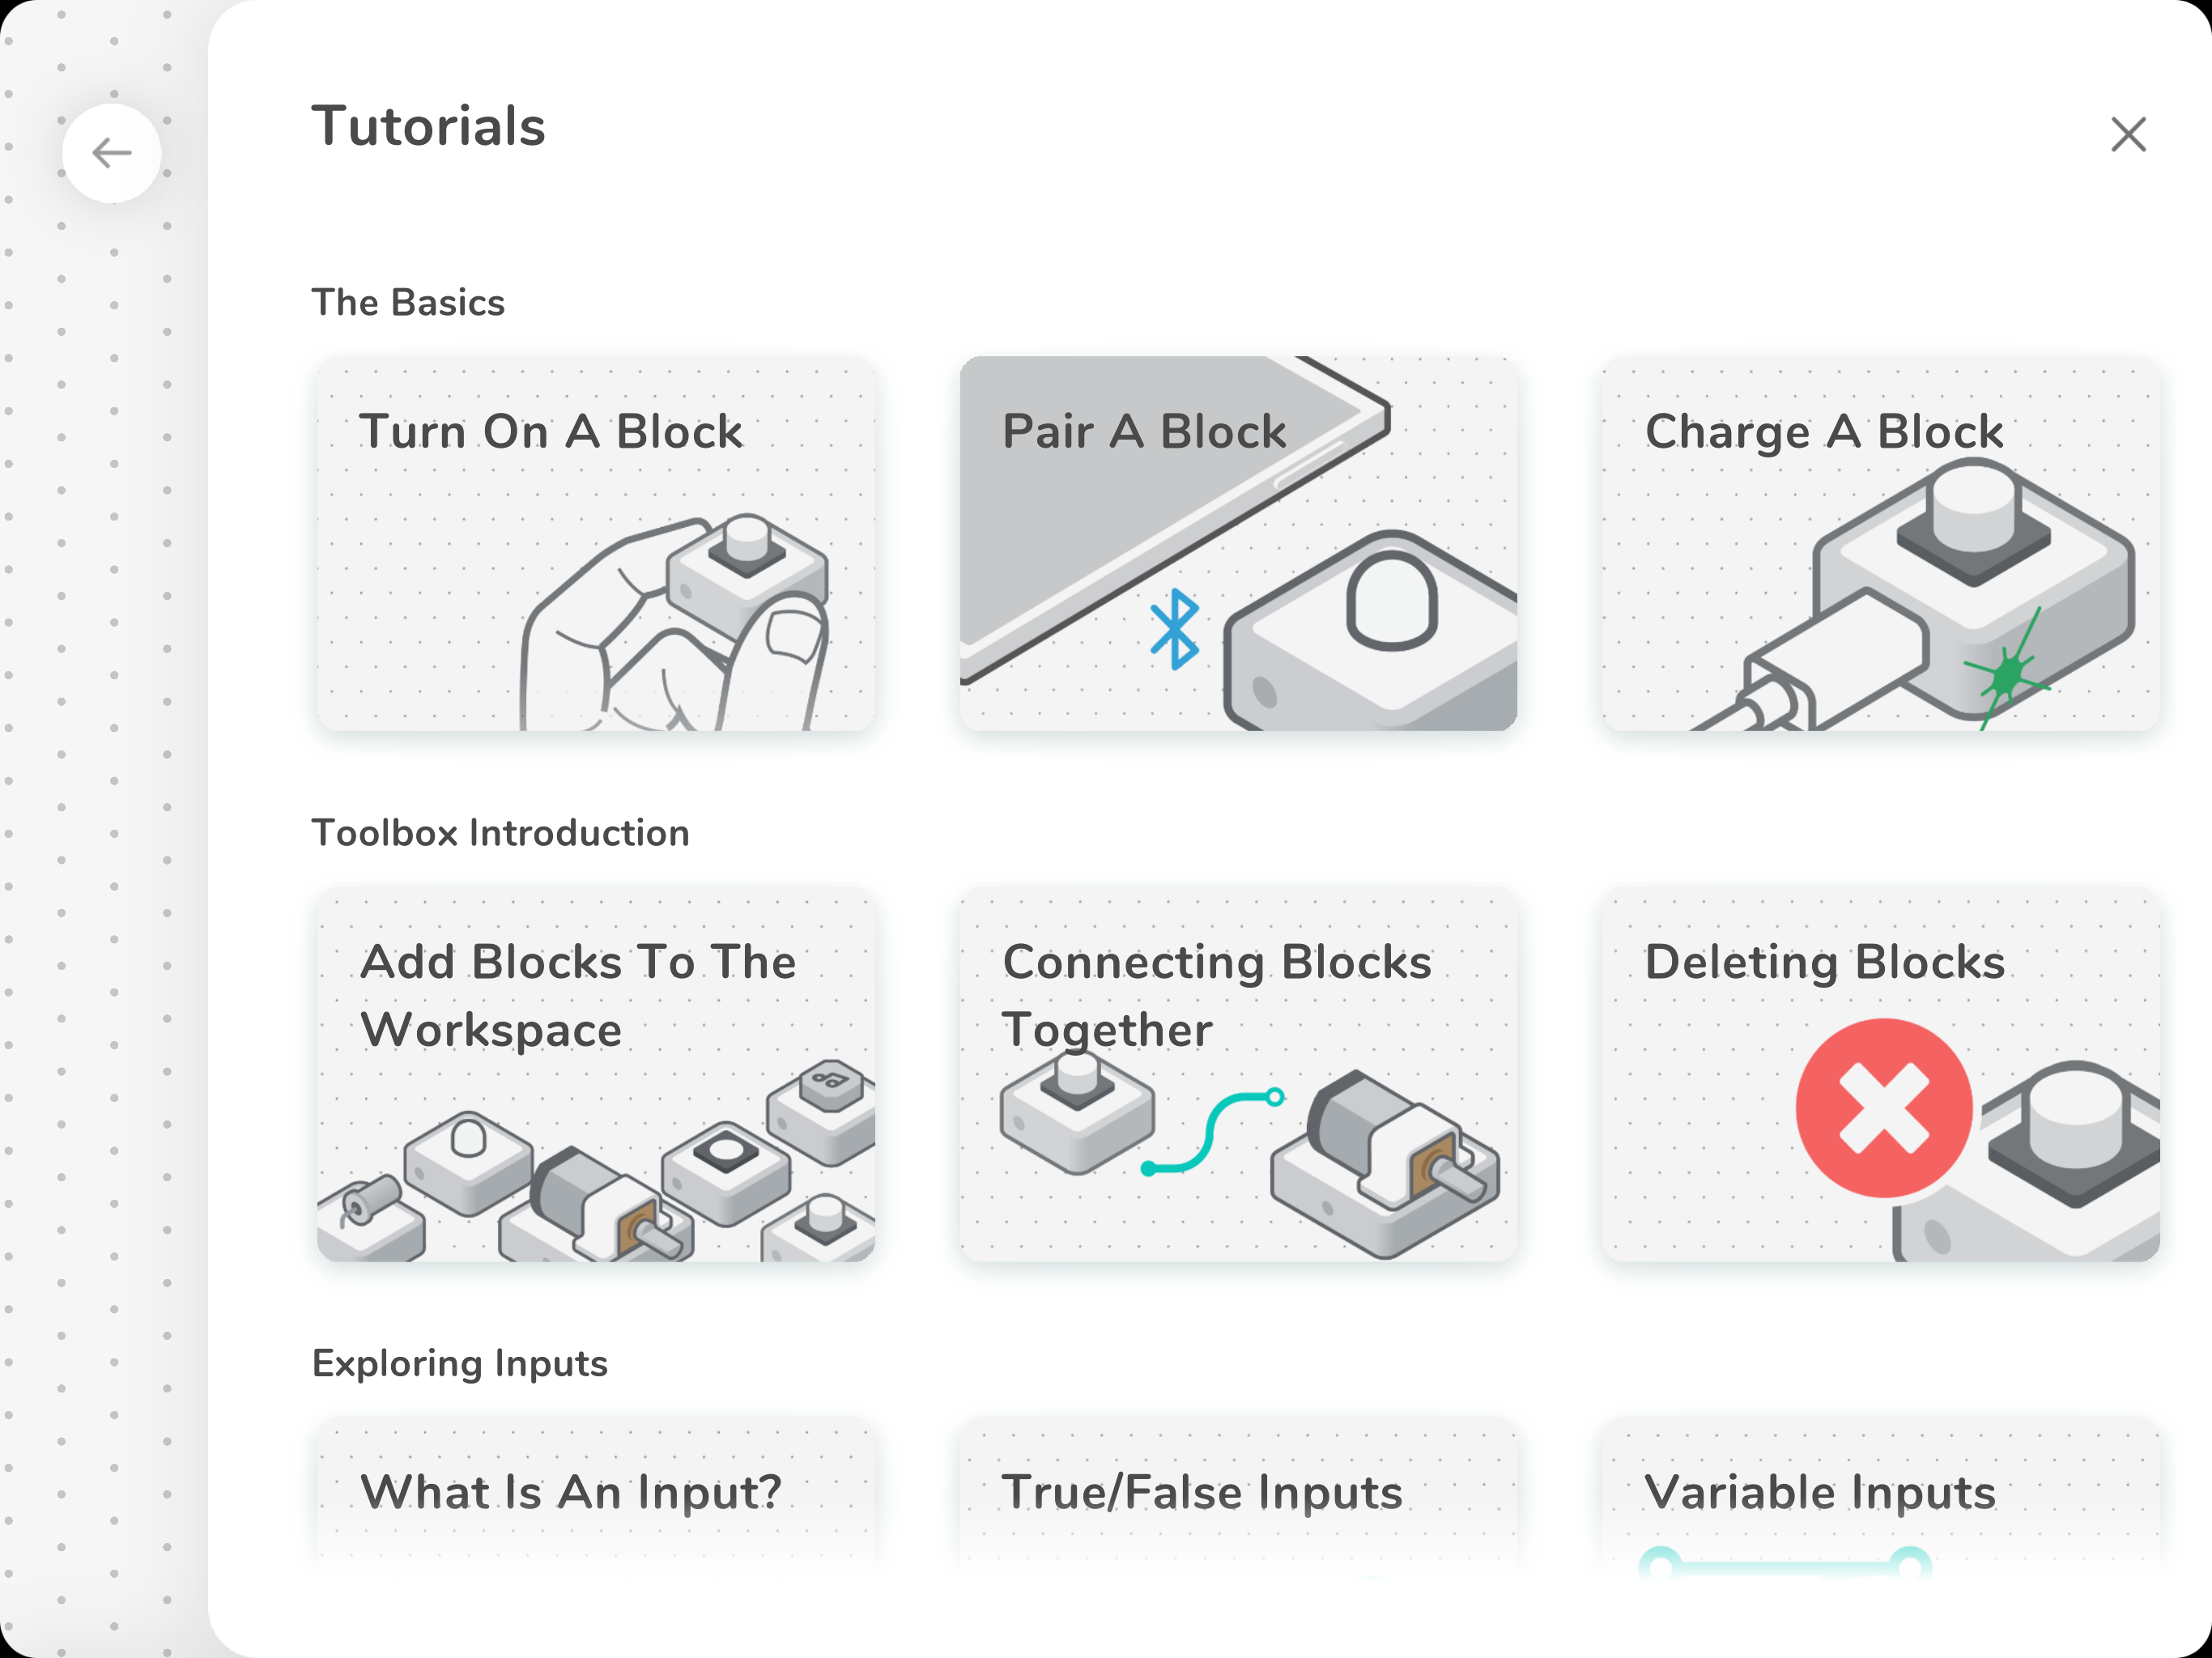 Tutorials
The Basics
Turn On A Block
Pair A Block
Charge A Block
Toolbox Introduction
Add Blocks To The
Workspace
Connecting Blocks
Together
Deleting Blocks
Exploring Inputs
What Is An Input?
True/False Inputs
Variable Inputs